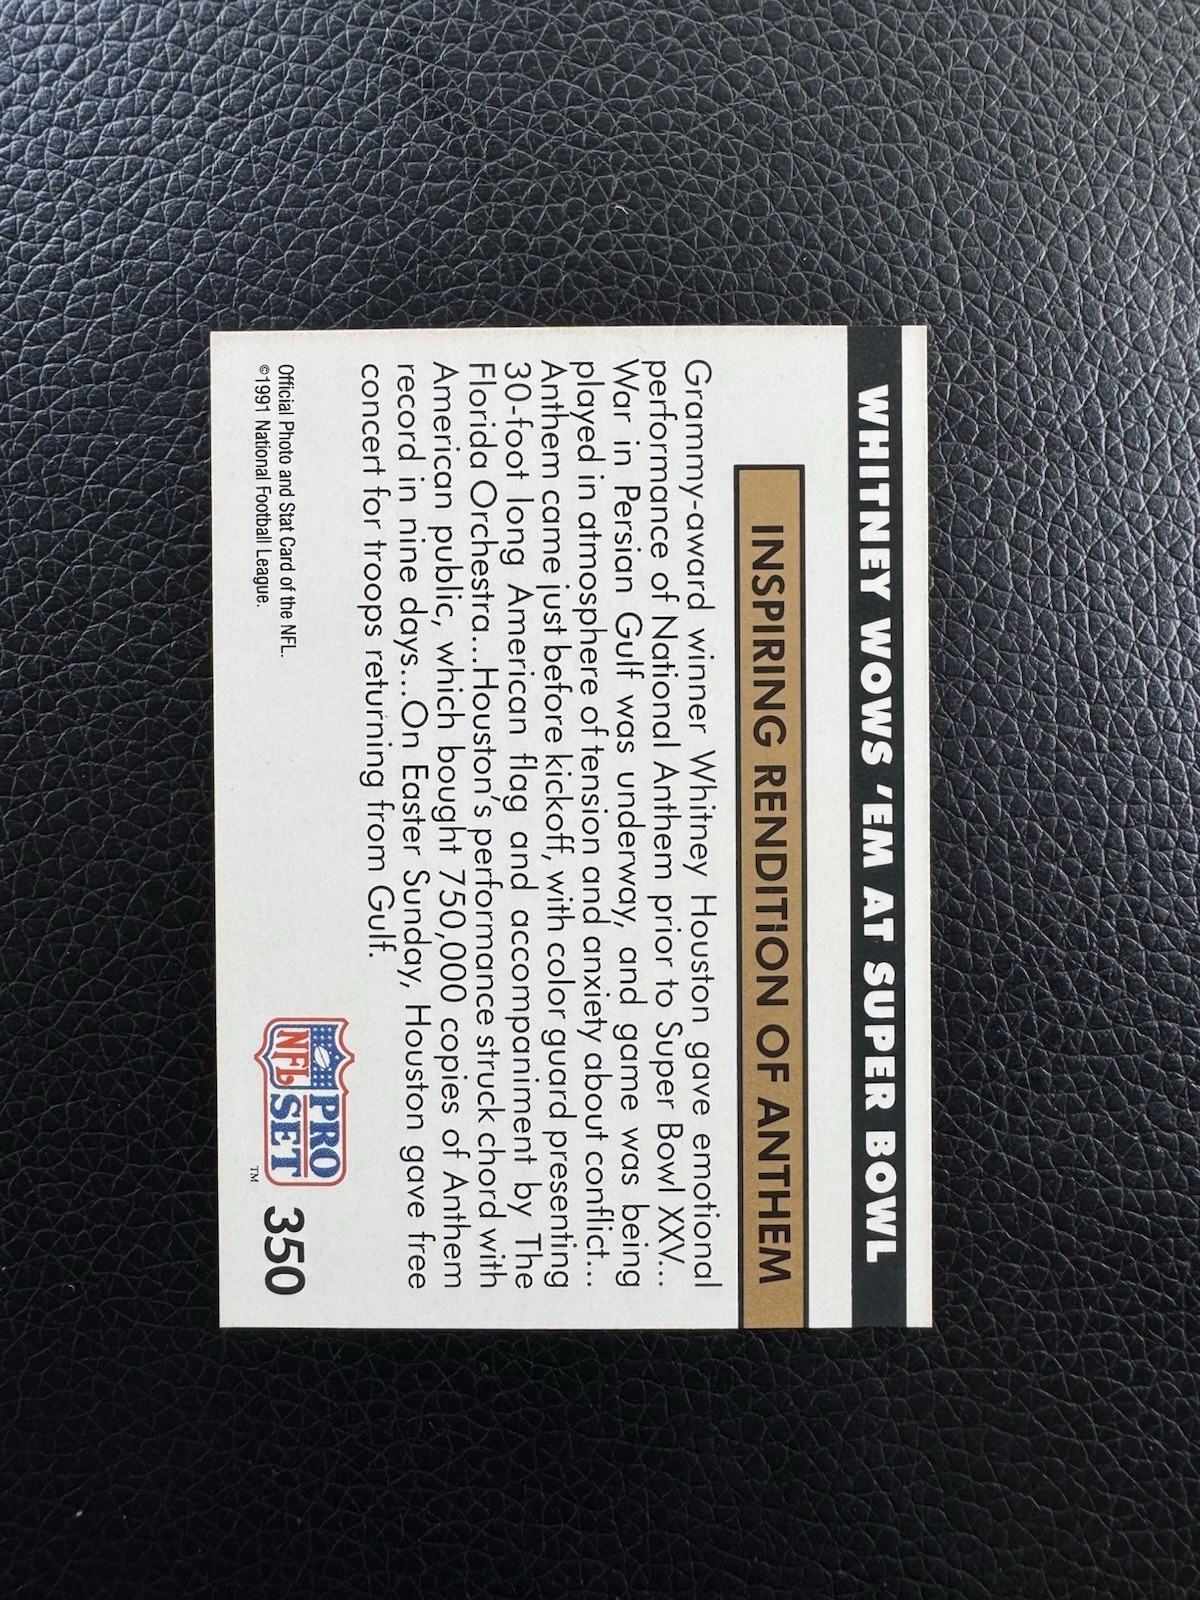 WHITNEY WOWS 'EM AT SUPER BOWL
INSPIRING RENDITION OF ANTHEM
Grammy-award winner Whitney Houston gave emotional
performance of National Anthem prior to Super Bowl XXV...
War in Persian Gulf was underway, and game was being
played in atmosphere of tension and anxiety about conflict...
Anthem came just before kickoff, with color guard presenting
30-foot long American flag and accompaniment by The
Florida Orchestra...Houston's performance struck chord with
American public, which bought 750,000 copies of Anthem
record in nine days...On Easter Sunday, Houston gave free
concert for troops returning from Gulf.
Official Photo and Stat Card of the NFL.
©1991 National Football League.
NFL PRO SET ™
350